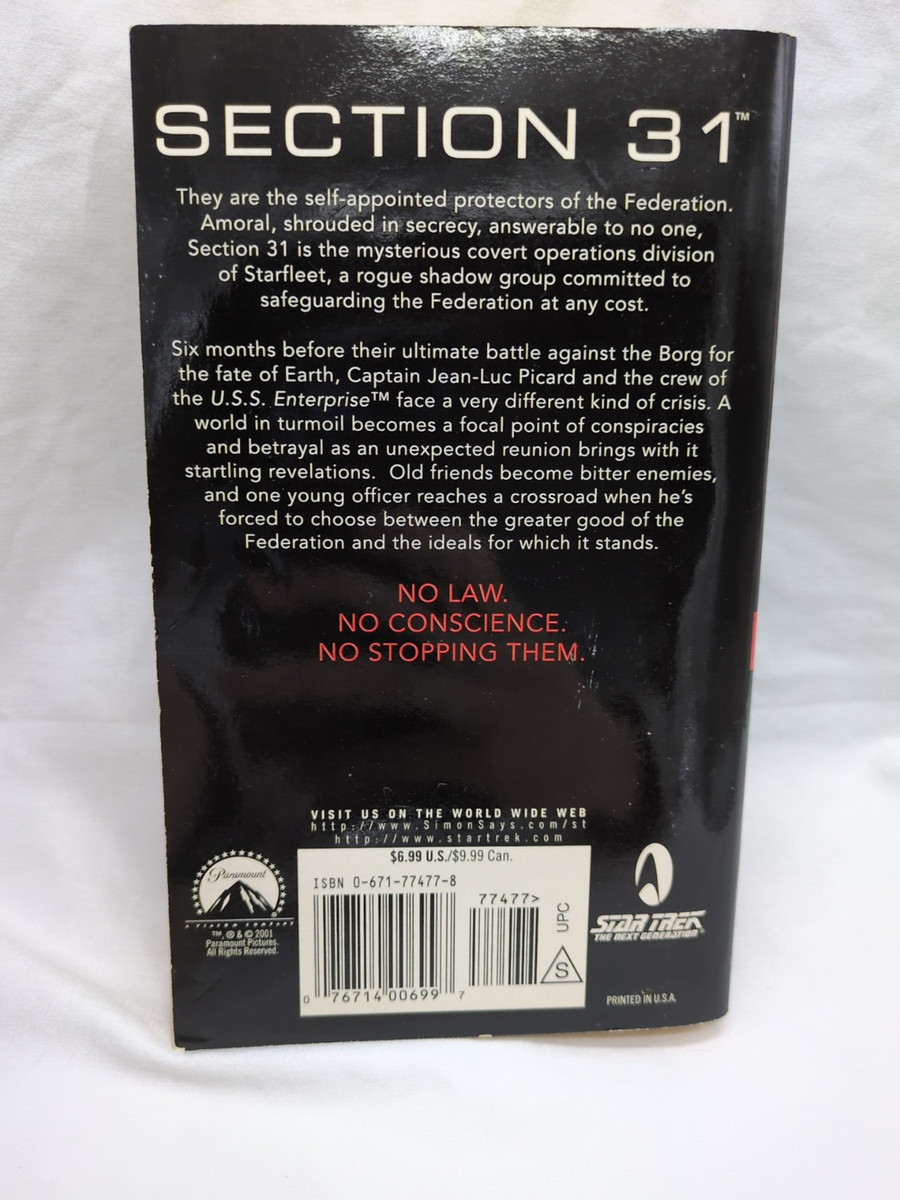 SECTION 31™
They are the self-appointed protectors of the Federation.
Amoral, shrouded in secrecy, answerable to no one,
Section 31 is the mysterious covert operations division
of Starfleet, a rogue shadow group committed to
safeguarding the Federation at any cost.
Six months before their ultimate battle against the Borg for
the fate of Earth, Captain Jean-Luc Picard and the crew of
the U.S.S. Enterprise™ face a very different kind of crisis. A
world in turmoil becomes a focal point of conspiracies
and betrayal as an unexpected reunion brings with it
startling revelations. Old friends become bitter enemies,
and one young officer reaches a crossroad when he's
forced to choose between the greater good of the
Federation and the ideals for which it stands.
NO LAW.
NO CONSCIENCE.
NO STOPPING THEM.
VISIT US ON THE WORLD WIDE WEB
http://www.SimonSays.com/st
http://www.startrek.com
$6.99 U.S./$9.99 Can.
ISBN 0-671-77477-8
77477>
UPC
S
0 76714 00699 7
Paramount
A VIACOM COMPANY
™, ® & © 2001
Paramount Pictures.
All Rights Reserved.
STAR TREK
THE NEXT GENERATION®
PRINTED IN U.S.A.